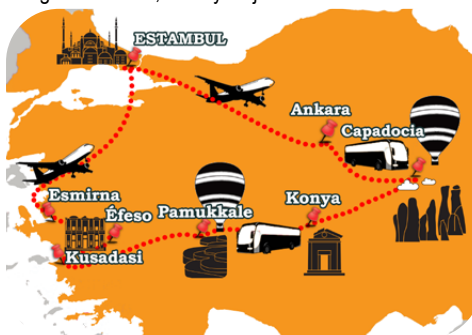 ESTAMBUL
Ankara
Capadocia
Esmirna
Éfeso
Pamukkale
Konya
Kusadasi